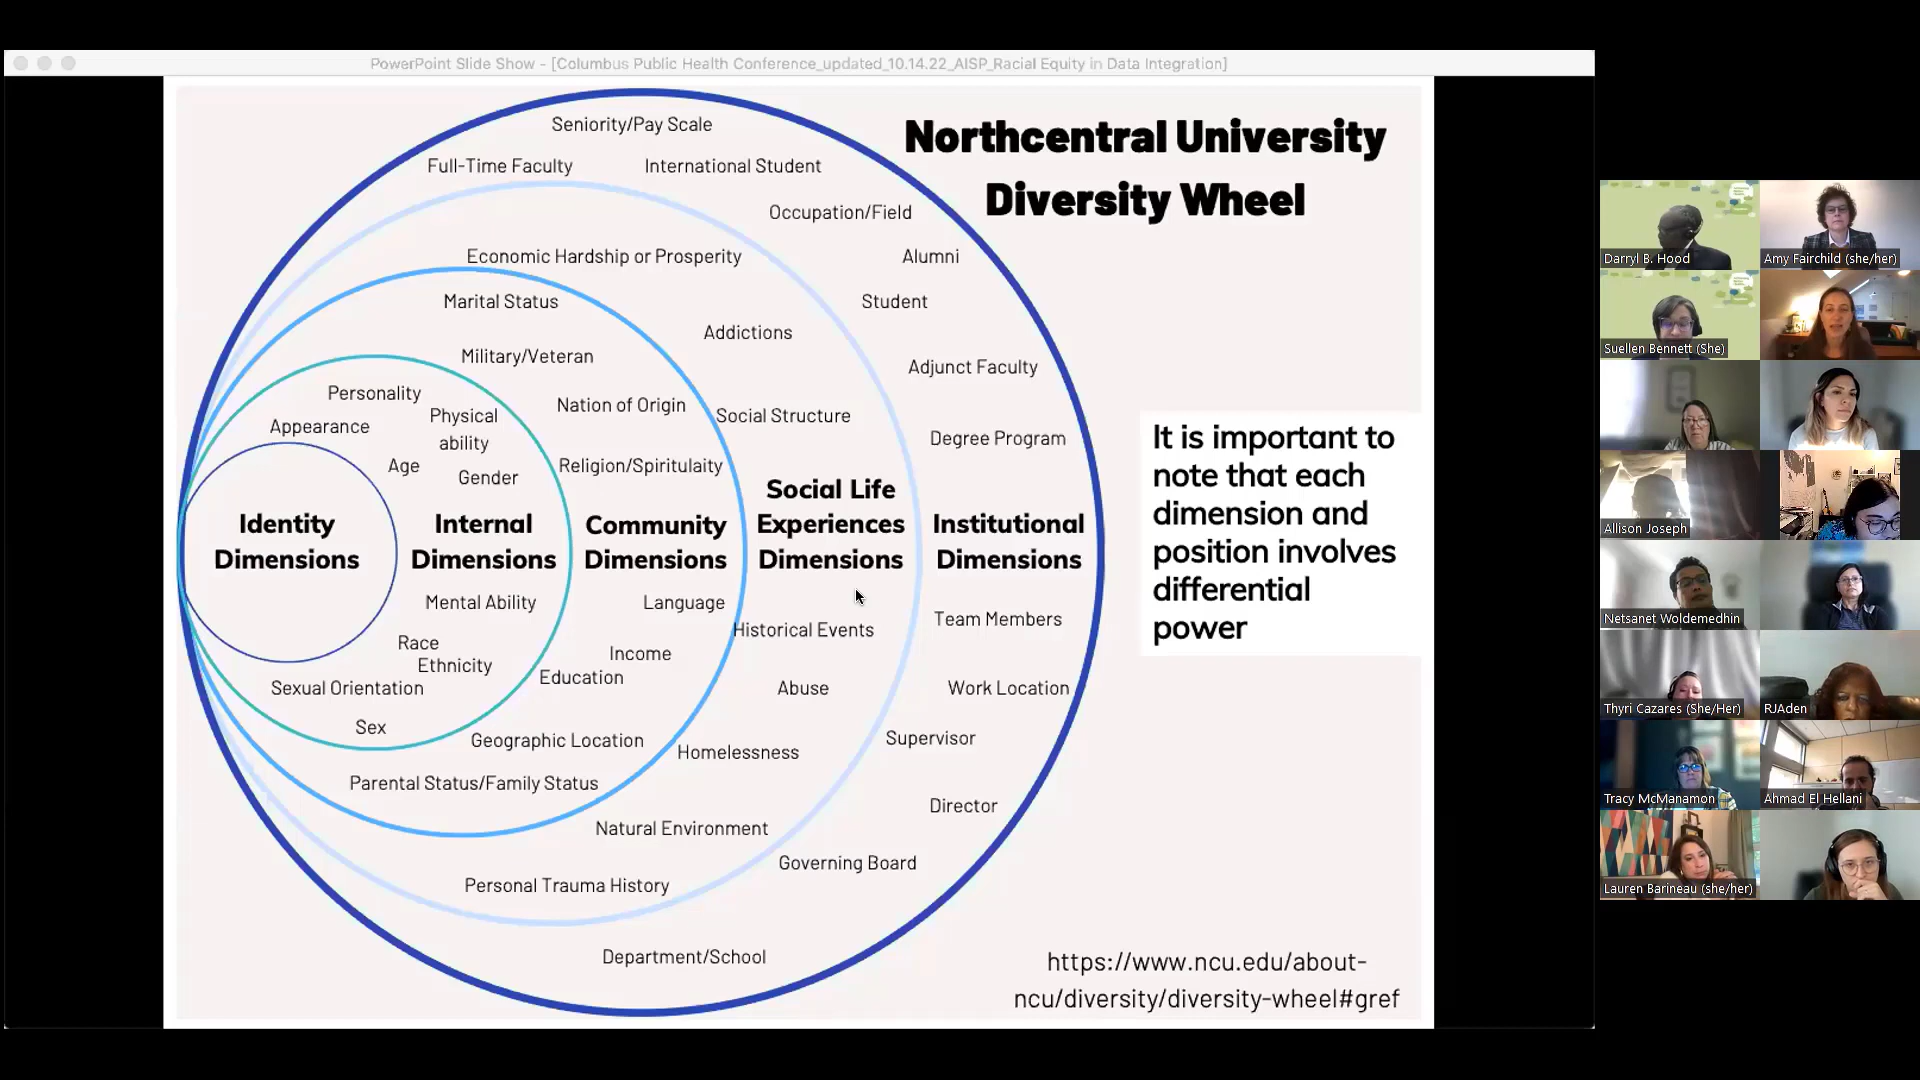 PowerPoint Slide Show - [Columbus Public Health Conference_updated_10.14.22_AISP_Racial Equity in Data Integration]
Northcentral University
Diversity Wheel
Seniority/Pay Scale
Full-Time Faculty
International Student
Occupation/Field
Economic Hardship or Prosperity
Alumni
Marital Status
Student
Addictions
Military/Veteran
Adjunct Faculty
Personality
Nation of Origin
Physical
ability
Social Structure
Appearance
Degree Program
Age
Gender
Religion/Spiritulaity
Identity
Dimensions
Internal
Dimensions
Community
Dimensions
Social Life
Experiences
Dimensions
Institutional
Dimensions
Mental Ability
Language
Team Members
Historical Events
Race
Ethnicity
Income
Education
Sexual Orientation
Abuse
Work Location
Sex
Geographic Location
Homelessness
Supervisor
Parental Status/Family Status
Director
Natural Environment
Governing Board
Personal Trauma History
Department/School
It is important to
note that each
dimension and
position involves
differential
power
https://www.ncu.edu/about-
ncu/diversity/diversity-wheel#gref
Darryl B. Hood
Amy Fairchild (she/her)
Suellen Bennett (She)
Allison Joseph
Netsanet Woldemedhin
Thyri Cazares (She/Her)
RJAden
Tracy McManamon
Ahmad El Hellani
Lauren Barineau (she/her)